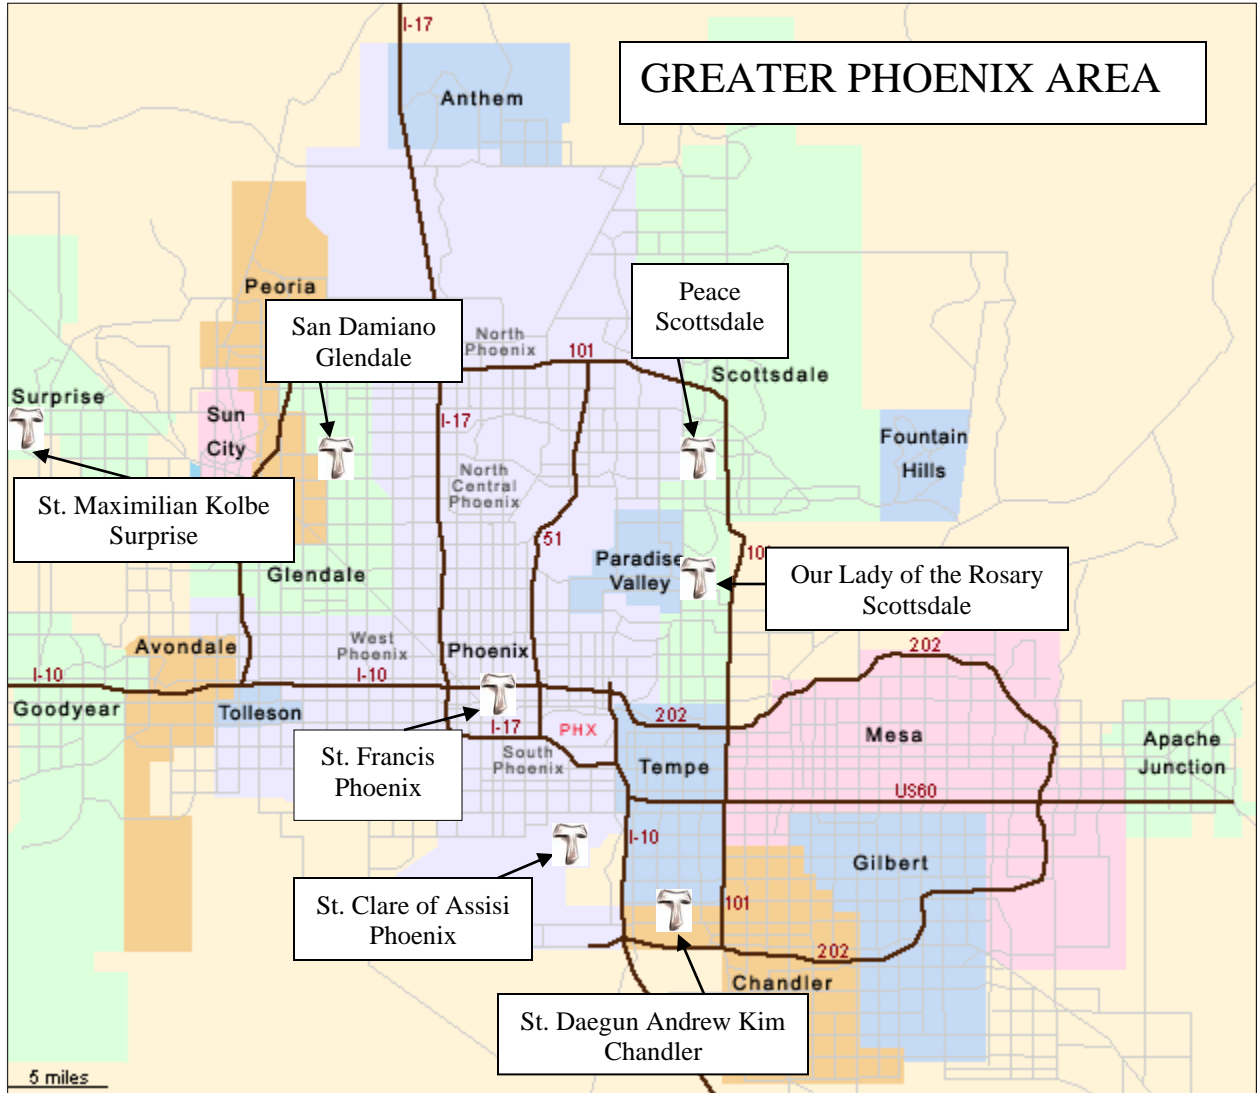 I-17
GREATER PHOENIX AREA
Anthem
Peoria
Peace
Scottsdale
San Damiano
Glendale
North
Phoenix
101
Scottsdale
Surprise
Sun
City
I-17
Fountain
Hills
North
Central
Phoenix
St. Maximilian Kolbe
Surprise
51
Paradise
Valley
10
Our Lady of the Rosary
Scottsdale
Glendale
West
Phoenix
Phoenix
Avondale
202
I-10
I-10
Goodyear
Tolleson
I-17
PHX
202
Mesa
Apache
Junction
South
Phoenix
Tempe
St. Francis
Phoenix
US60
I-10
Gilbert
St. Clare of Assisi
Phoenix
101
202
Chandler
St. Daegun Andrew Kim
Chandler
5 miles